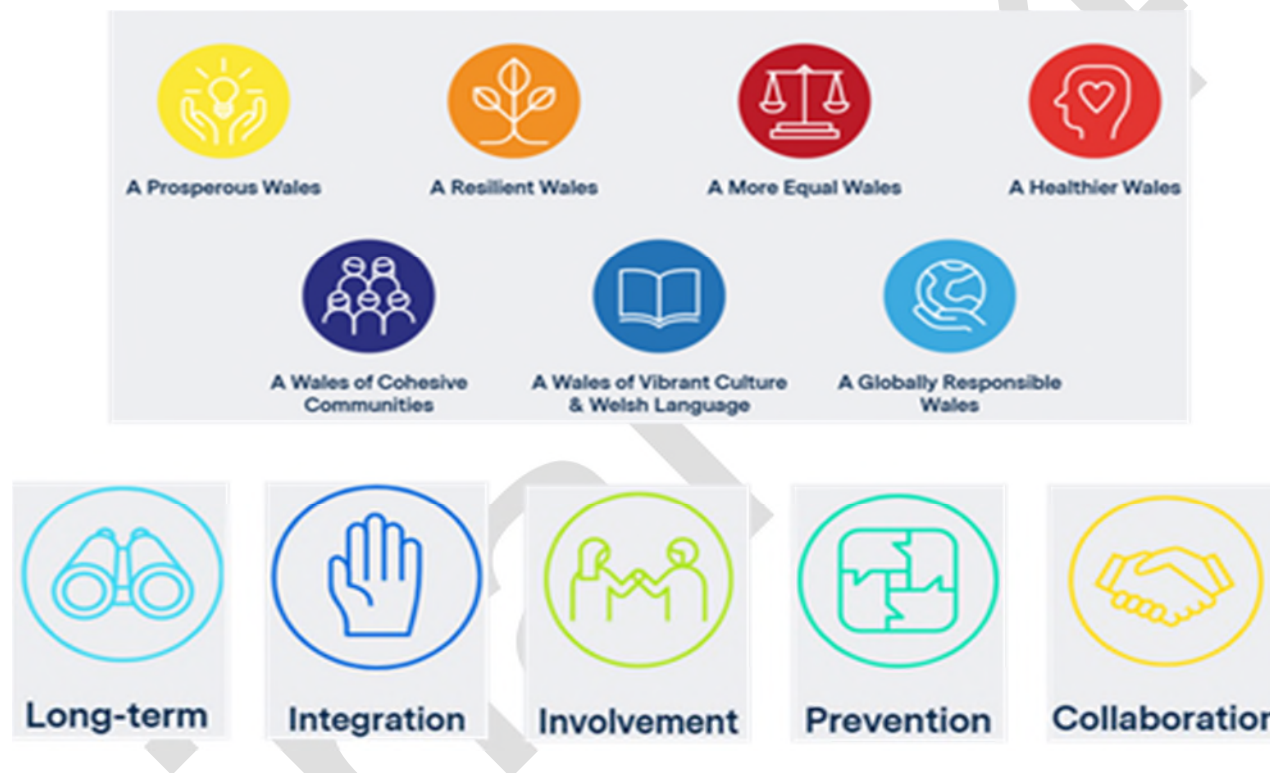 A Prosperous Wales
A Resilient Wales
A More Equal Wales
A Healthier Wales
A Wales of Cohesive
Communities
A Wales of Vibrant Culture
& Welsh Language
A Globally Responsible
Wales
Long-term
Integration
Involvement
Prevention
Collaboration